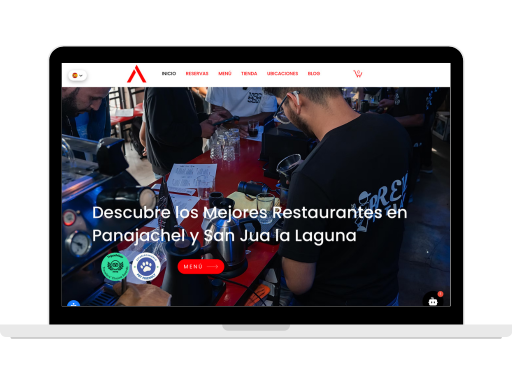 INICIO RESERVAS MENÚ TIENDA UBICACIONES BLOG
Descubre los Mejores Restaurantes en
Panajachel y San Jua la Laguna
MENÚ